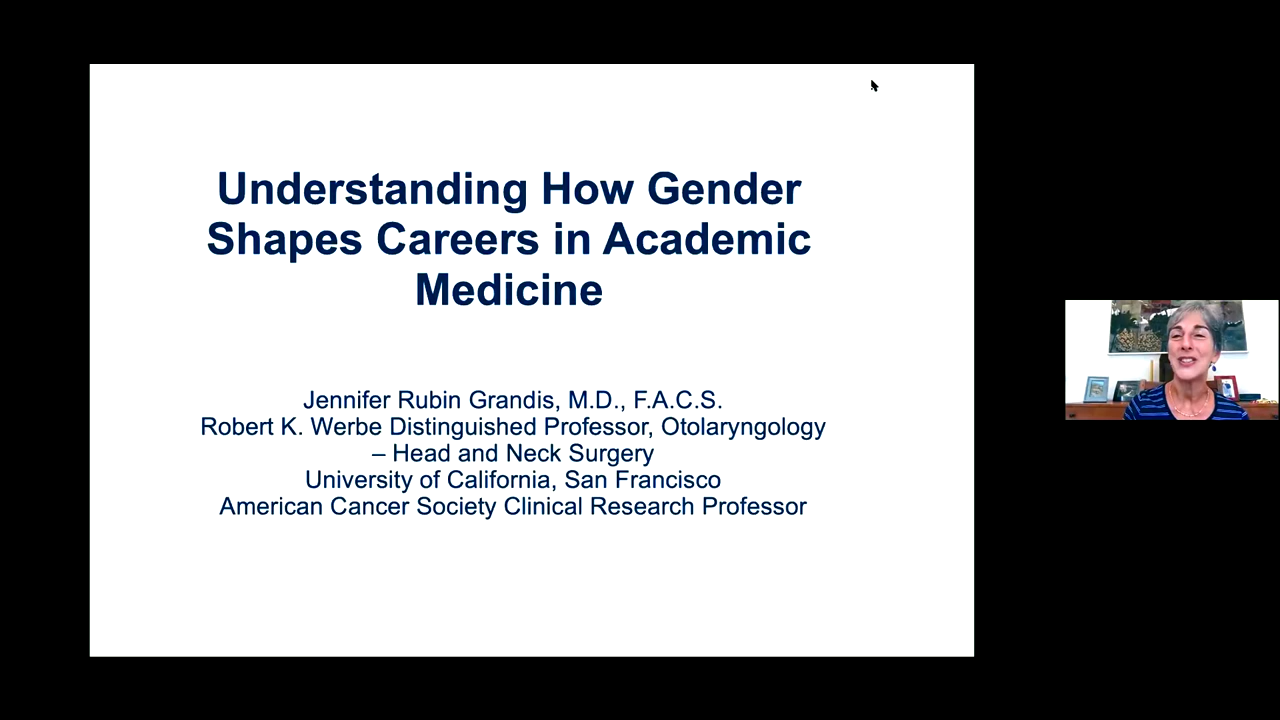 Understanding How Gender
Shapes Careers in Academic
Medicine
Jennifer Rubin Grandis, M.D., F.A.C.S.
Robert K. Werbe Distinguished Professor, Otolaryngology
– Head and Neck Surgery
University of California, San Francisco
American Cancer Society Clinical Research Professor